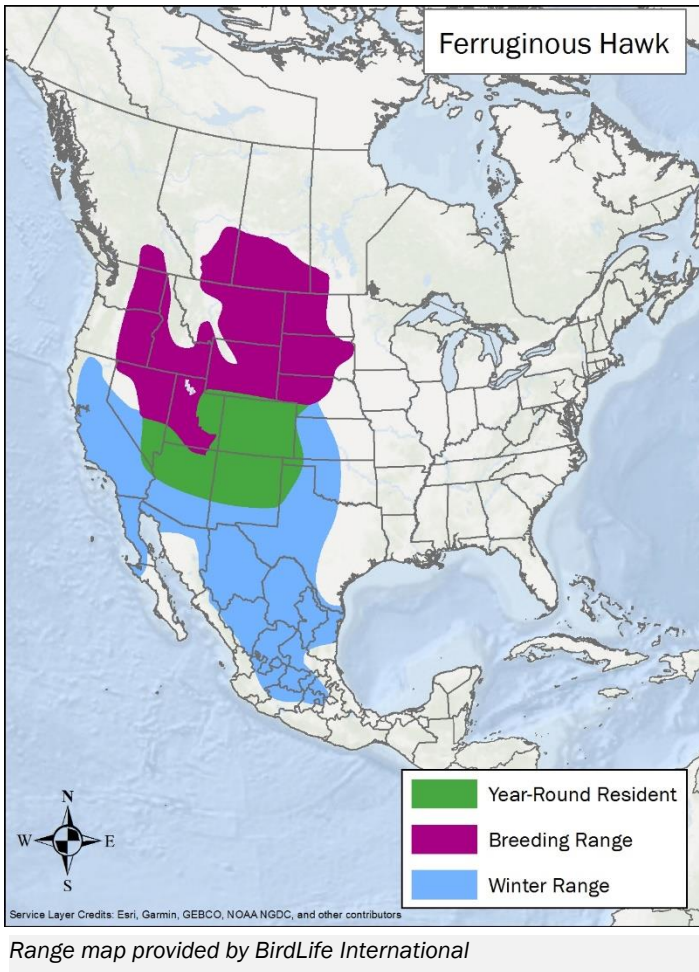 Ferruginous Hawk
Year-Round Resident
Breeding Range
Winter Range
N
W E
S
Service Layer Credits: Esri, Garmin, GEBCO, NOAA NGDC, and other contributors
Range map provided by BirdLife International